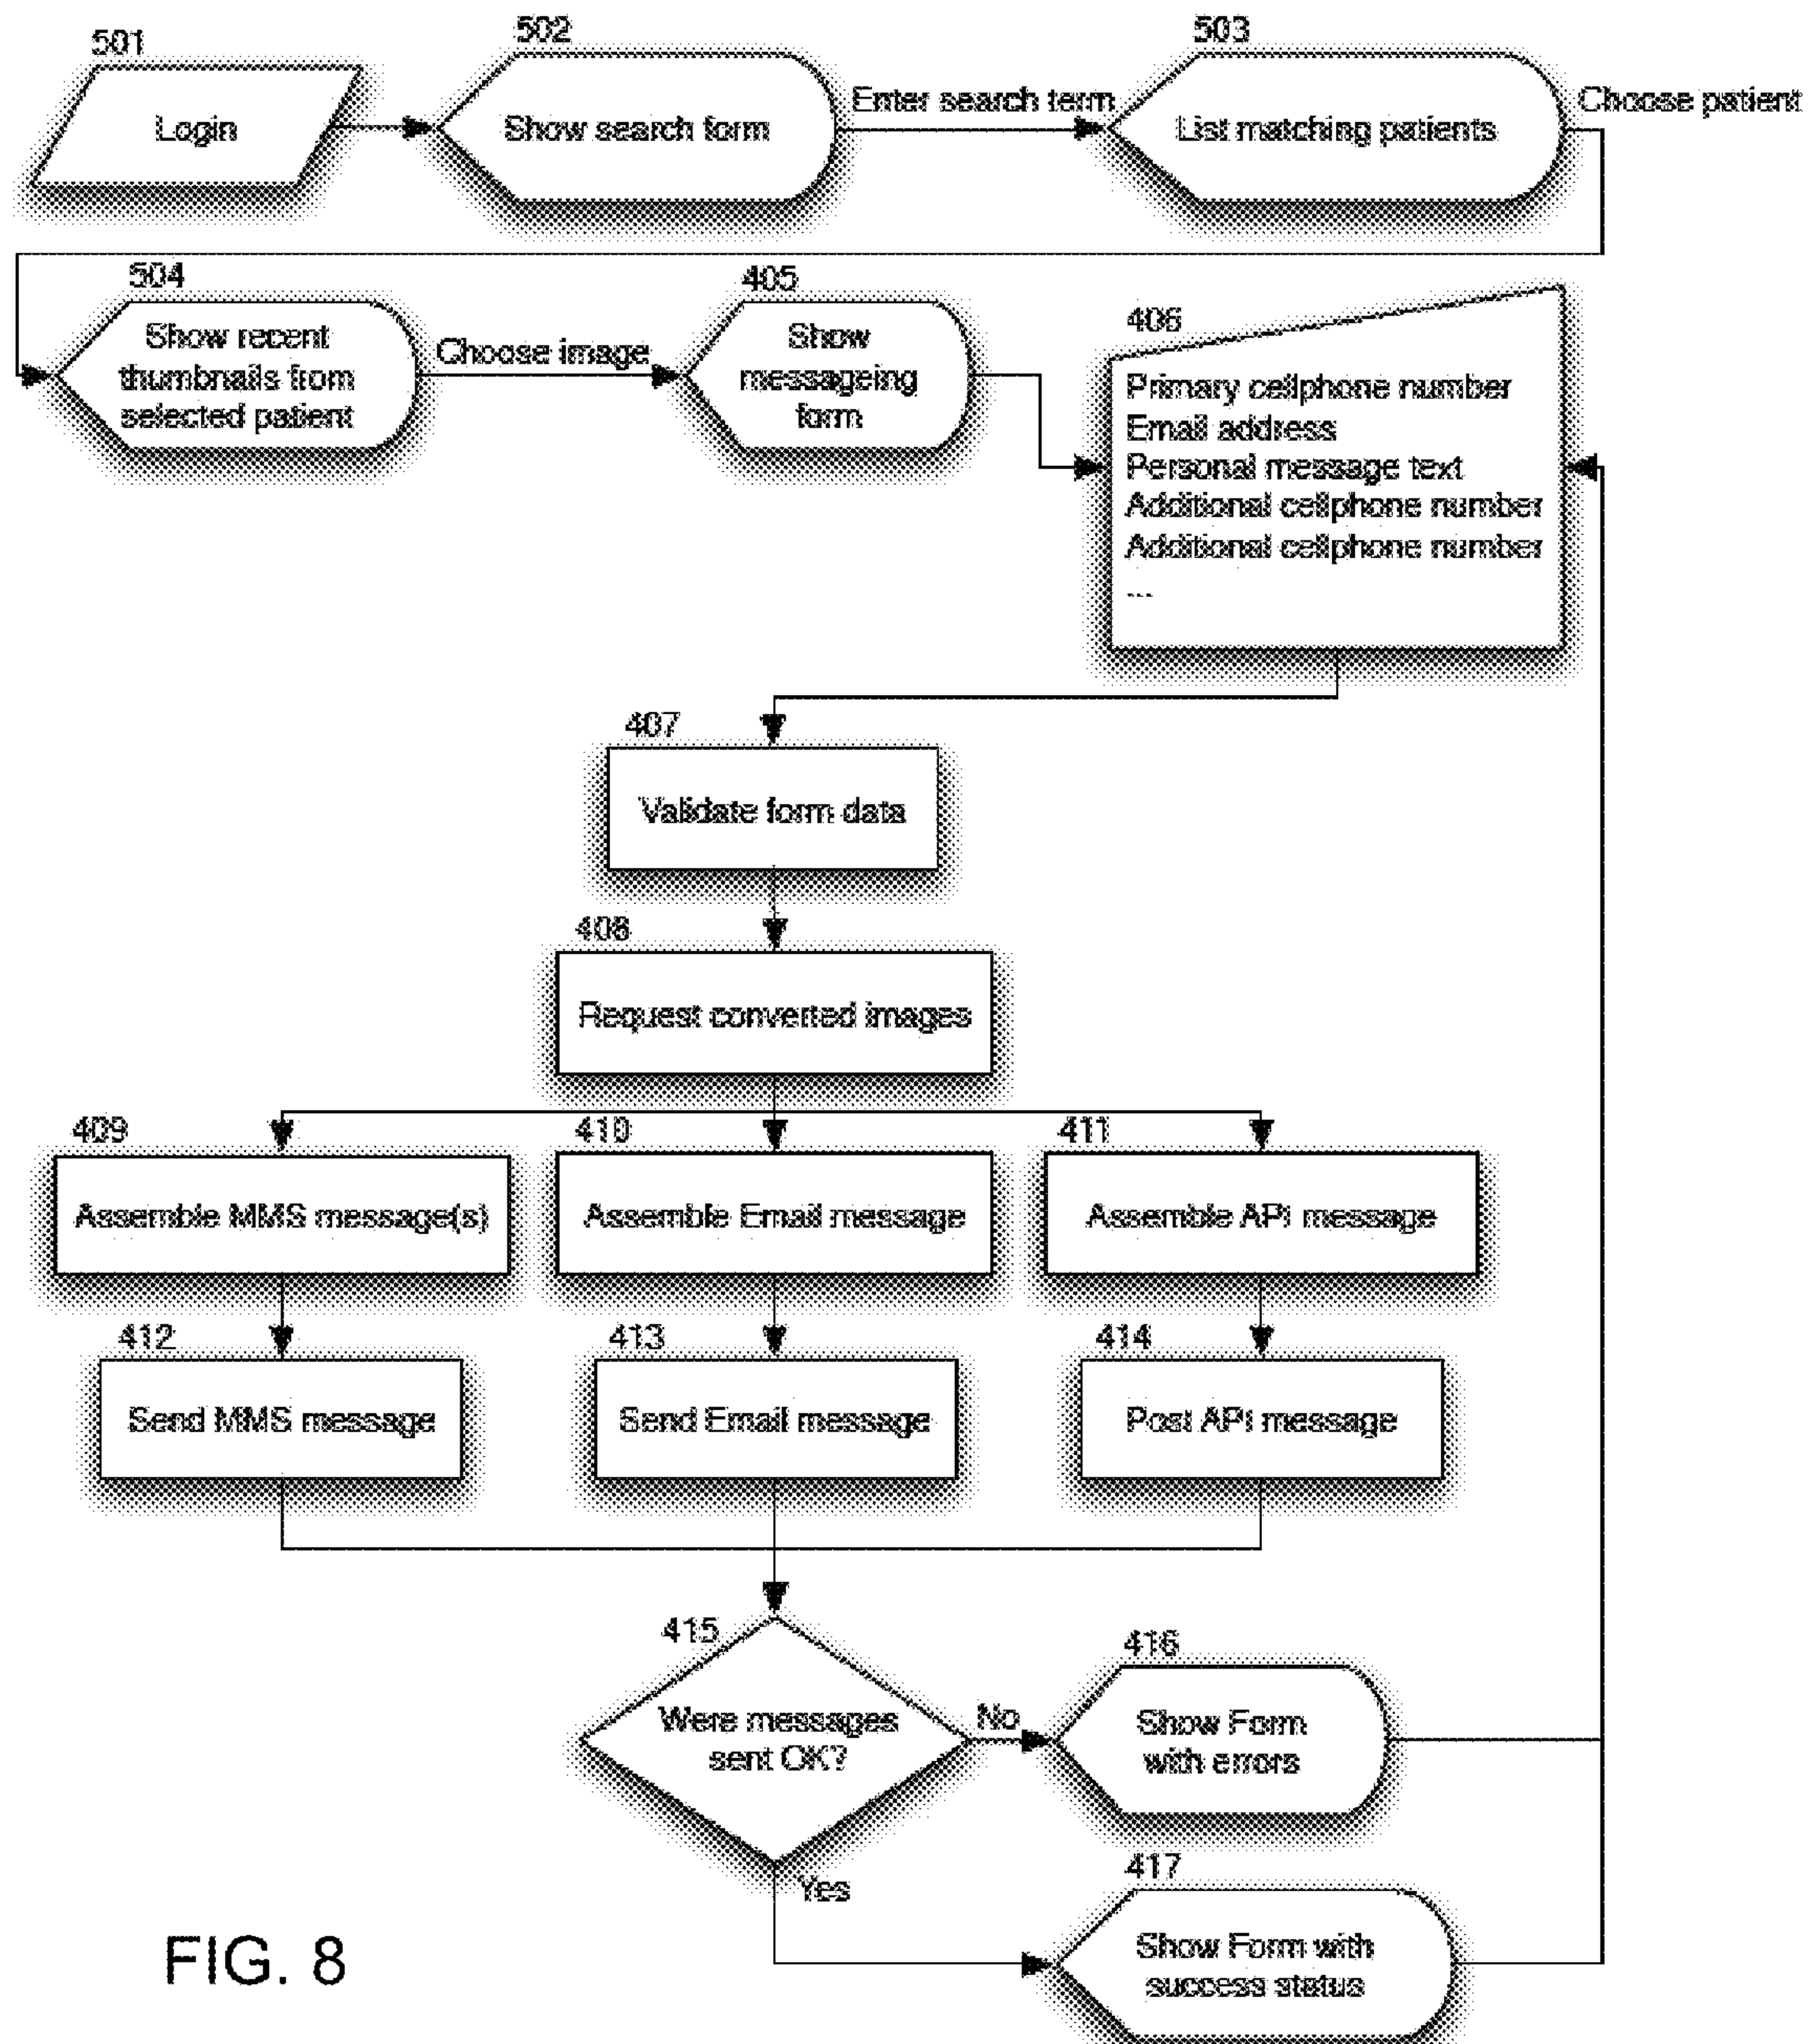 501
Login
502
Show search form
Enter search term
503
List matching patients
Choose patient
504
Show recent
thumbnails from
selected patient
Choose image
405
Show
messageing
form
406
Primary cellphone number
Email address
Personal message text
Additional cellphone number
Additional cellphone number
...
407
Validate form data
408
Request converted images
409
Assemble MMS message(s)
410
Assemble Email message
411
Assemble API message
412
Send MMS message
413
Send Email message
414
Post API message
415
Were messages
sent OK?
No
416
Show Form
with errors
Yes
417
Show Form with
success status
FIG. 8